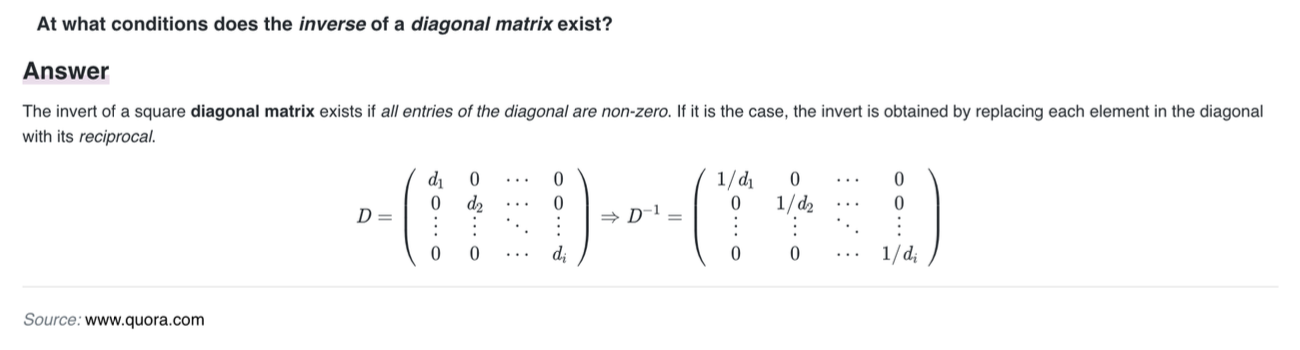 At what conditions does the inverse of a diagonal matrix exist?
Answer
The invert of a square diagonal matrix exists if all entries of the diagonal are non-zero. If it is the case, the invert is obtained by replacing each element in the diagonal
with its reciprocal.
D = \begin{pmatrix} d_1 & 0 & \cdots & 0 \\ 0 & d_2 & \cdots & 0 \\ \vdots & \vdots & \ddots & \vdots \\ 0 & 0 & \cdots & d_i \end{pmatrix} \Rightarrow D^{-1} = \begin{pmatrix} 1/d_1 & 0 & \cdots & 0 \\ 0 & 1/d_2 & \cdots & 0 \\ \vdots & \vdots & \ddots & \vdots \\ 0 & 0 & \cdots & 1/d_i \end{pmatrix}
Source: www.quora.com